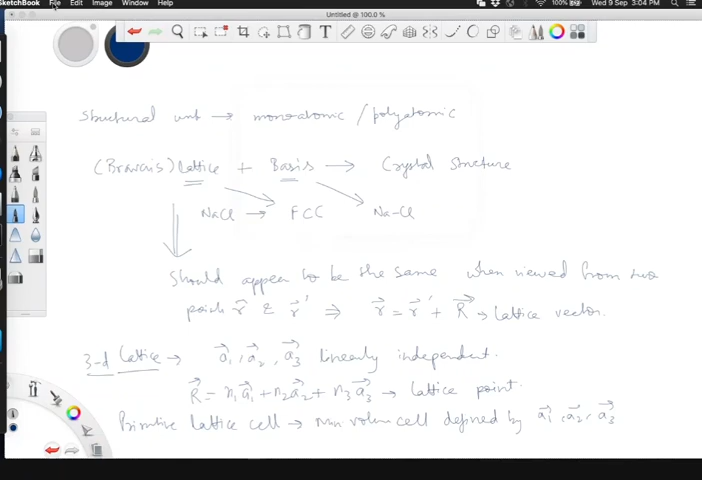 SketchBook File Edit Image Window Help 100% Wed 9 Sep 3:04 PM
Untitled @ 100.0 %
Structural unit → monoatomic / polyatomic
(Bravais) lattice + Basis → Crystal Structure
NaCl → FCC Na-Cl
Should appear to be the same when viewed from two
points r⃗ & r⃗' ⇒ r⃗ = r⃗' + R⃗ → lattice vector.
3-d Lattice → a⃗₁, a⃗₂, a⃗₃ linearly independent.
R⃗ = n₁a⃗₁ + n₂a⃗₂ + n₃a⃗₃ → lattice point.
Primitive lattice cell → min volume cell defined by a⃗₁, a⃗₂, a⃗₃